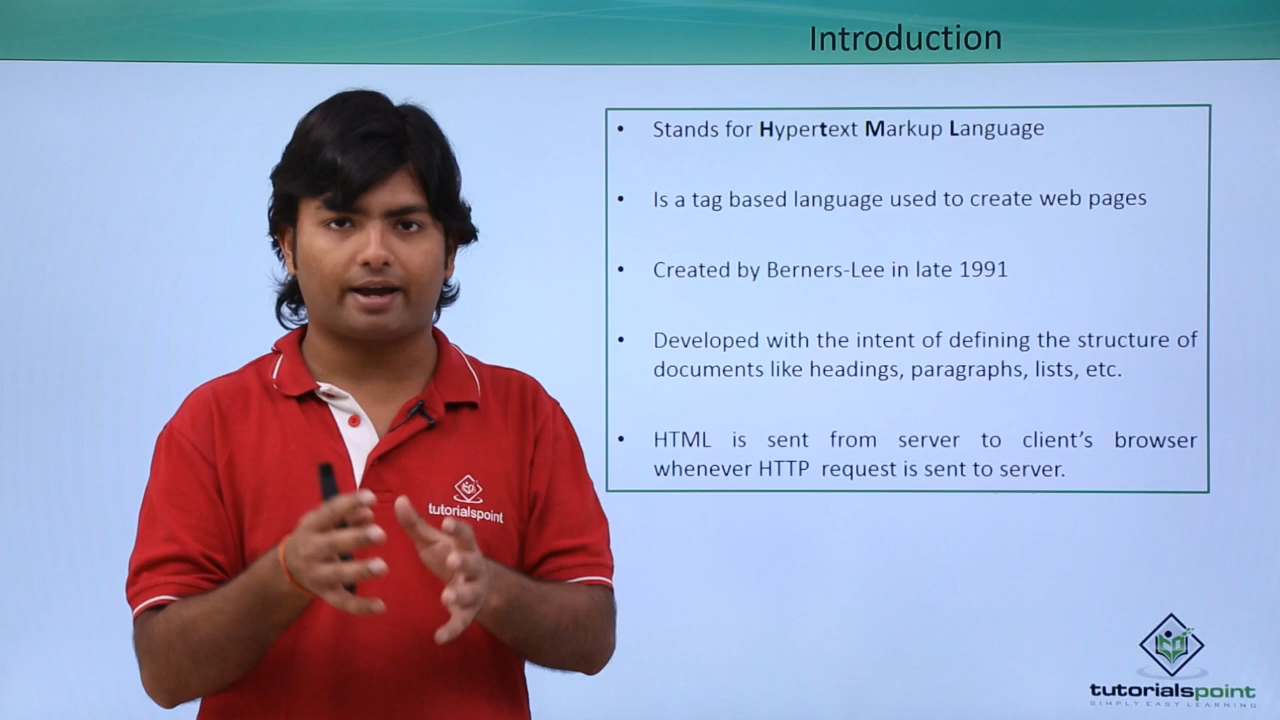 Introduction
• Stands for Hypertext Markup Language
• Is a tag based language used to create web pages
• Created by Berners-Lee in late 1991
• Developed with the intent of defining the structure of
documents like headings, paragraphs, lists, etc.
• HTML is sent from server to client’s browser
whenever HTTP request is sent to server.
tutorialspoint
tutorialspoint
SIMPLY EASY LEARNING